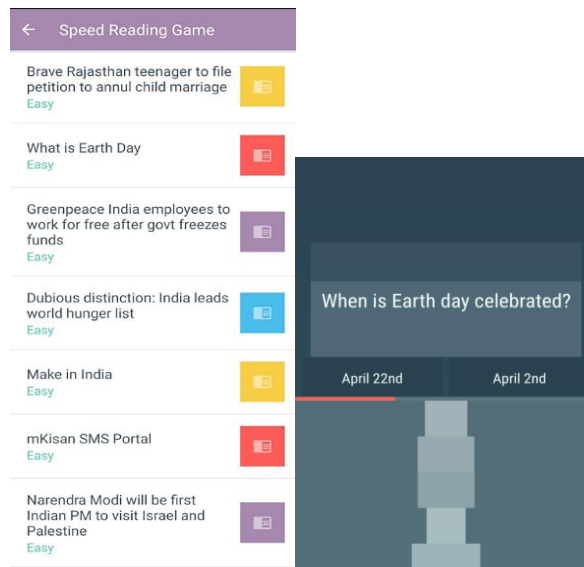 Speed Reading Game
Brave Rajasthan teenager to file
petition to annul child marriage
Easy
What is Earth Day
Easy
Greenpeace India employees to
work for free after govt freezes
funds
Easy
Dubious distinction: India leads
world hunger list
Easy
Make in India
Easy
mKisan SMS Portal
Easy
Narendra Modi will be first
Indian PM to visit Israel and
Palestine
Easy
When is Earth day celebrated?
April 22nd
April 2nd